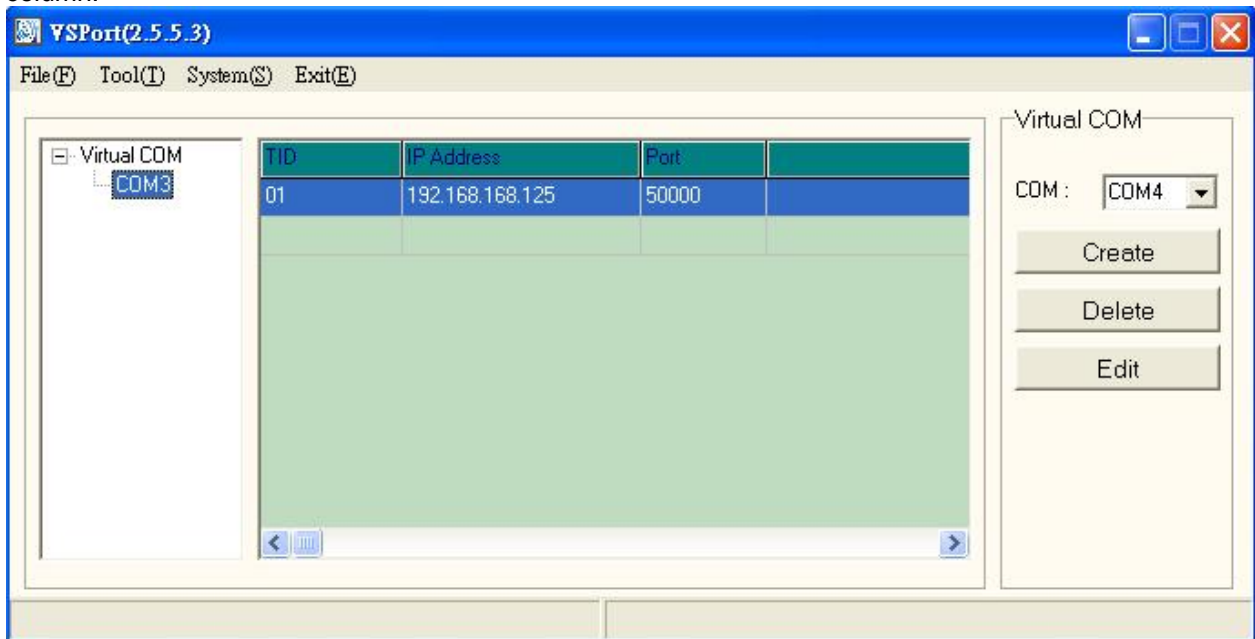 column.
VSPort(2.5.5.3)
File(F) Tool(T) System(S) Exit(E)
Virtual COM
COM3
TID IP Address Port
01 192.168.168.125 50000
Virtual COM
COM : COM4
Create
Delete
Edit